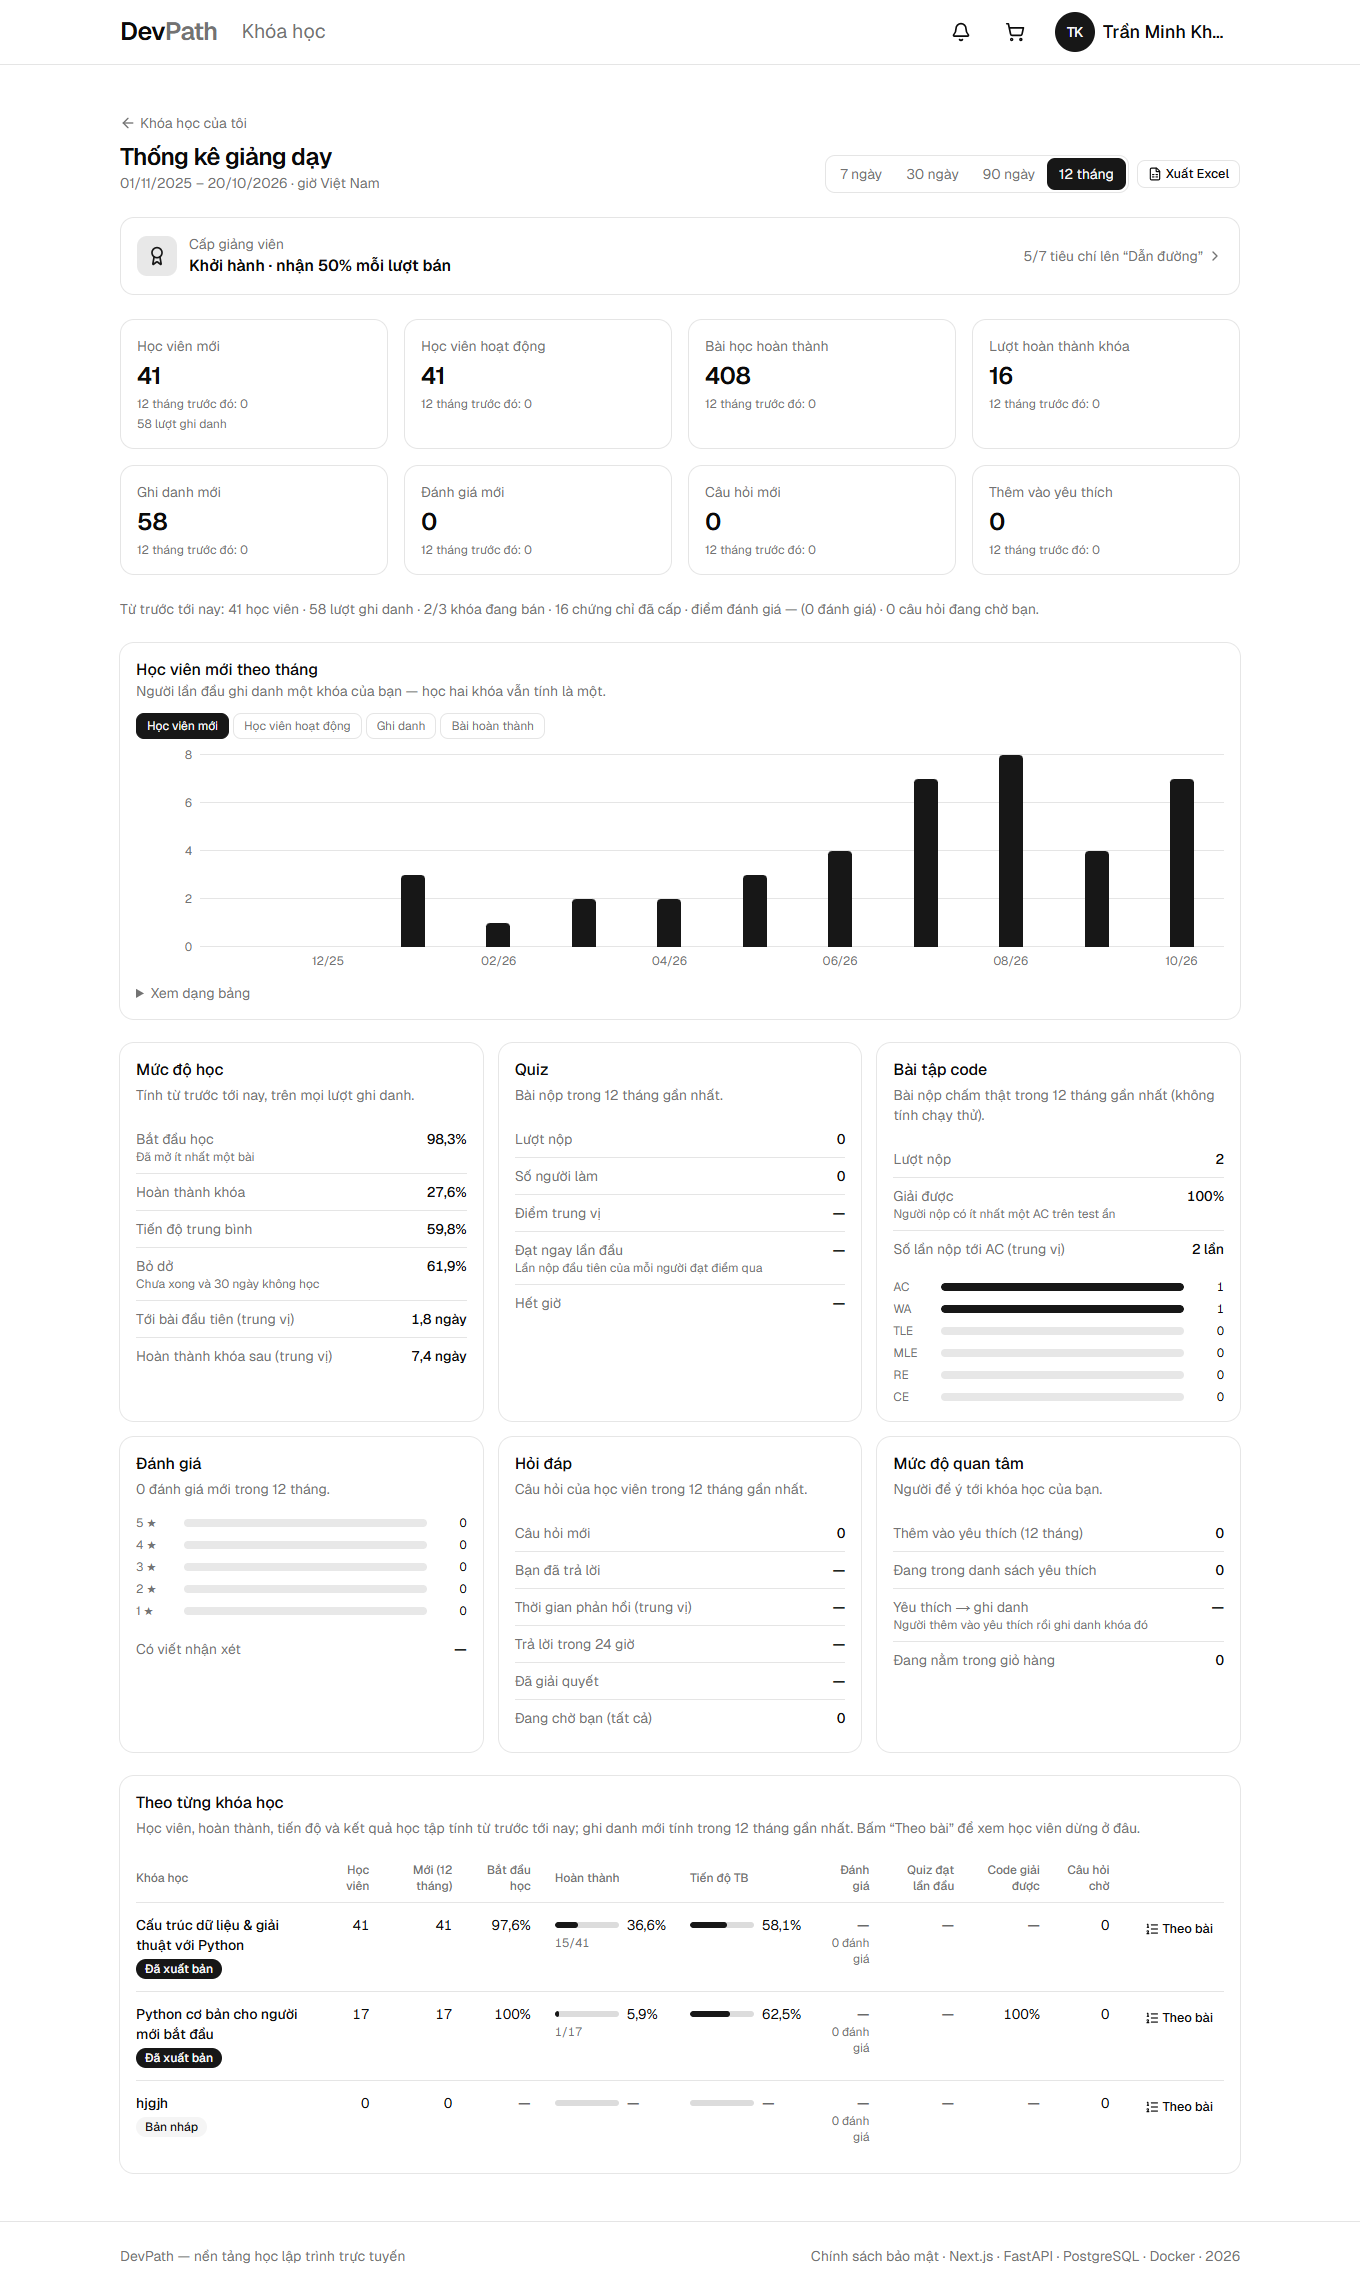 DevPath Khóa học
TK Trần Minh Kh...
← Khóa học của tôi
Thống kê giảng dạy
01/11/2025 – 20/10/2026 · giờ Việt Nam
7 ngày 30 ngày 90 ngày 12 tháng Xuất Excel
Cấp giảng viên
Khởi hành · nhận 50% mỗi lượt bán
5/7 tiêu chí lên “Dẫn đường”
Học viên mới
41
12 tháng trước đó: 0
58 lượt ghi danh
Học viên hoạt động
41
12 tháng trước đó: 0
Bài học hoàn thành
408
12 tháng trước đó: 0
Lượt hoàn thành khóa
16
12 tháng trước đó: 0
Ghi danh mới
58
12 tháng trước đó: 0
Đánh giá mới
0
12 tháng trước đó: 0
Câu hỏi mới
0
12 tháng trước đó: 0
Thêm vào yêu thích
0
12 tháng trước đó: 0
Từ trước tới nay: 41 học viên · 58 lượt ghi danh · 2/3 khóa đang bán · 16 chứng chỉ đã cấp · điểm đánh giá — (0 đánh giá) · 0 câu hỏi đang chờ bạn.
Học viên mới theo tháng
Người lần đầu ghi danh một khóa của bạn — học hai khóa vẫn tính là một.
Học viên mới Học viên hoạt động Ghi danh Bài hoàn thành
8
6
4
2
0
12/25 02/26 04/26 06/26 08/26 10/26
▶ Xem dạng bảng
Mức độ học
Tính từ trước tới nay, trên mọi lượt ghi danh.
Bắt đầu học 98,3%
Đã mở ít nhất một bài
Hoàn thành khóa 27,6%
Tiến độ trung bình 59,8%
Bỏ dở 61,9%
Chưa xong và 30 ngày không học
Tới bài đầu tiên (trung vị) 1,8 ngày
Hoàn thành khóa sau (trung vị) 7,4 ngày
Quiz
Bài nộp trong 12 tháng gần nhất.
Lượt nộp 0
Số người làm 0
Điểm trung vị —
Đạt ngay lần đầu —
Lần nộp đầu tiên của mỗi người đạt điểm qua
Hết giờ —
Bài tập code
Bài nộp chấm thật trong 12 tháng gần nhất (không
tính chạy thử).
Lượt nộp 2
Giải được 100%
Người nộp có ít nhất một AC trên test ẩn
Số lần nộp tới AC (trung vị) 2 lần
AC 1
WA 1
TLE 0
MLE 0
RE 0
CE 0
Đánh giá
0 đánh giá mới trong 12 tháng.
5 ★ 0
4 ★ 0
3 ★ 0
2 ★ 0
1 ★ 0
Có viết nhận xét —
Hỏi đáp
Câu hỏi của học viên trong 12 tháng gần nhất.
Câu hỏi mới 0
Bạn đã trả lời —
Thời gian phản hồi (trung vị) —
Trả lời trong 24 giờ —
Đã giải quyết —
Đang chờ bạn (tất cả) 0
Mức độ quan tâm
Người để ý tới khóa học của bạn.
Thêm vào yêu thích (12 tháng) 0
Đang trong danh sách yêu thích 0
Yêu thích → ghi danh —
Người thêm vào yêu thích rồi ghi danh khóa đó
Đang nằm trong giỏ hàng 0
Theo từng khóa học
Học viên, hoàn thành, tiến độ và kết quả học tập tính từ trước tới nay; ghi danh mới tính trong 12 tháng gần nhất. Bấm “Theo bài” để xem học viên dừng ở đâu.
Khóa học Học viên Mới (12 tháng) Bắt đầu học Hoàn thành Tiến độ TB Đánh giá Quiz đạt lần đầu Code giải được Câu hỏi chờ
Cấu trúc dữ liệu & giải 41 41 97,6% 36,6% 58,1% — — — 0 Theo bài
thuật với Python 15/41 0 đánh giá
Đã xuất bản
Python cơ bản cho người 17 17 100% 5,9% 62,5% — — 100% 0 Theo bài
mới bắt đầu 1/17 0 đánh giá
Đã xuất bản
hjgjh 0 0 — — — — — — 0 Theo bài
Bản nháp 0 đánh giá
DevPath — nền tảng học lập trình trực tuyến
Chính sách bảo mật · Next.js · FastAPI · PostgreSQL · Docker · 2026